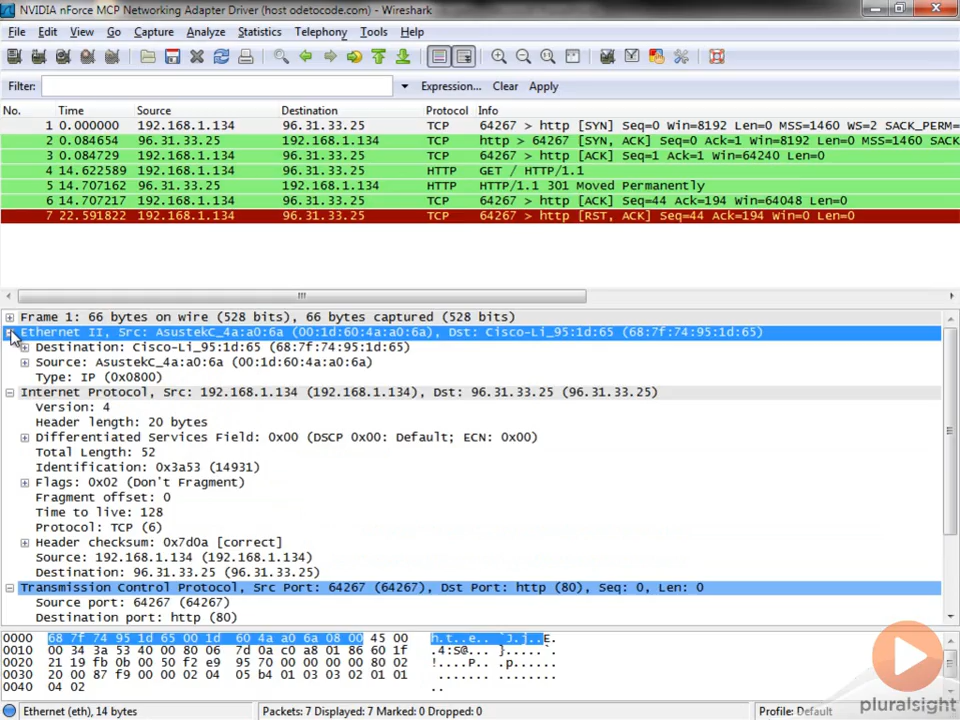 NVIDIA nForce MCP Networking Adapter Driver (host odetocode.com) - Wireshark
File Edit View Go Capture Analyze Statistics Telephony Tools Help
Filter: Expression... Clear Apply
No. Time Source Destination Protocol Info
1 0.000000 192.168.1.134 96.31.33.25 TCP 64267 > http [SYN] Seq=0 Win=8192 Len=0 MSS=1460 WS=2 SACK_PERM=
2 0.084654 96.31.33.25 192.168.1.134 TCP http > 64267 [SYN, ACK] Seq=0 Ack=1 Win=8192 Len=0 MSS=1460 SACK
3 0.084729 192.168.1.134 96.31.33.25 TCP 64267 > http [ACK] Seq=1 Ack=1 Win=64240 Len=0
4 14.622589 192.168.1.134 96.31.33.25 HTTP GET / HTTP/1.1
5 14.707162 96.31.33.25 192.168.1.134 HTTP HTTP/1.1 301 Moved Permanently
6 14.707217 192.168.1.134 96.31.33.25 TCP 64267 > http [ACK] Seq=44 Ack=194 Win=64048 Len=0
7 22.591822 192.168.1.134 96.31.33.25 TCP 64267 > http [RST, ACK] Seq=44 Ack=194 Win=0 Len=0
Frame 1: 66 bytes on wire (528 bits), 66 bytes captured (528 bits)
Ethernet II, Src: AsustekC_4a:a0:6a (00:1d:60:4a:a0:6a), Dst: Cisco-Li_95:1d:65 (68:7f:74:95:1d:65)
Destination: Cisco-Li_95:1d:65 (68:7f:74:95:1d:65)
Source: AsustekC_4a:a0:6a (00:1d:60:4a:a0:6a)
Type: IP (0x0800)
Internet Protocol, Src: 192.168.1.134 (192.168.1.134), Dst: 96.31.33.25 (96.31.33.25)
Version: 4
Header length: 20 bytes
Differentiated Services Field: 0x00 (DSCP 0x00: Default; ECN: 0x00)
Total Length: 52
Identification: 0x3a53 (14931)
Flags: 0x02 (Don't Fragment)
Fragment offset: 0
Time to live: 128
Protocol: TCP (6)
Header checksum: 0x7d0a [correct]
Source: 192.168.1.134 (192.168.1.134)
Destination: 96.31.33.25 (96.31.33.25)
Transmission Control Protocol, Src Port: 64267 (64267), Dst Port: http (80), Seq: 0, Len: 0
Source port: 64267 (64267)
Destination port: http (80)
0000 68 7f 74 95 1d 65 00 1d 60 4a a0 6a 08 00 45 00 h.t..e.. `J.j..E.
0010 00 34 3a 53 40 00 80 06 7d 0a c0 a8 01 86 60 1f .4:S@... }.....`.
0020 21 19 fb 0b 00 50 f2 e9 95 70 00 00 00 00 80 02 !....P.. .p......
0030 20 00 87 f9 00 00 02 04 05 b4 01 03 03 02 01 01 ....... ........
0040 04 02 ..
Ethernet (eth), 14 bytes Packets: 7 Displayed: 7 Marked: 0 Dropped: 0 Profile: Default
pluralsight